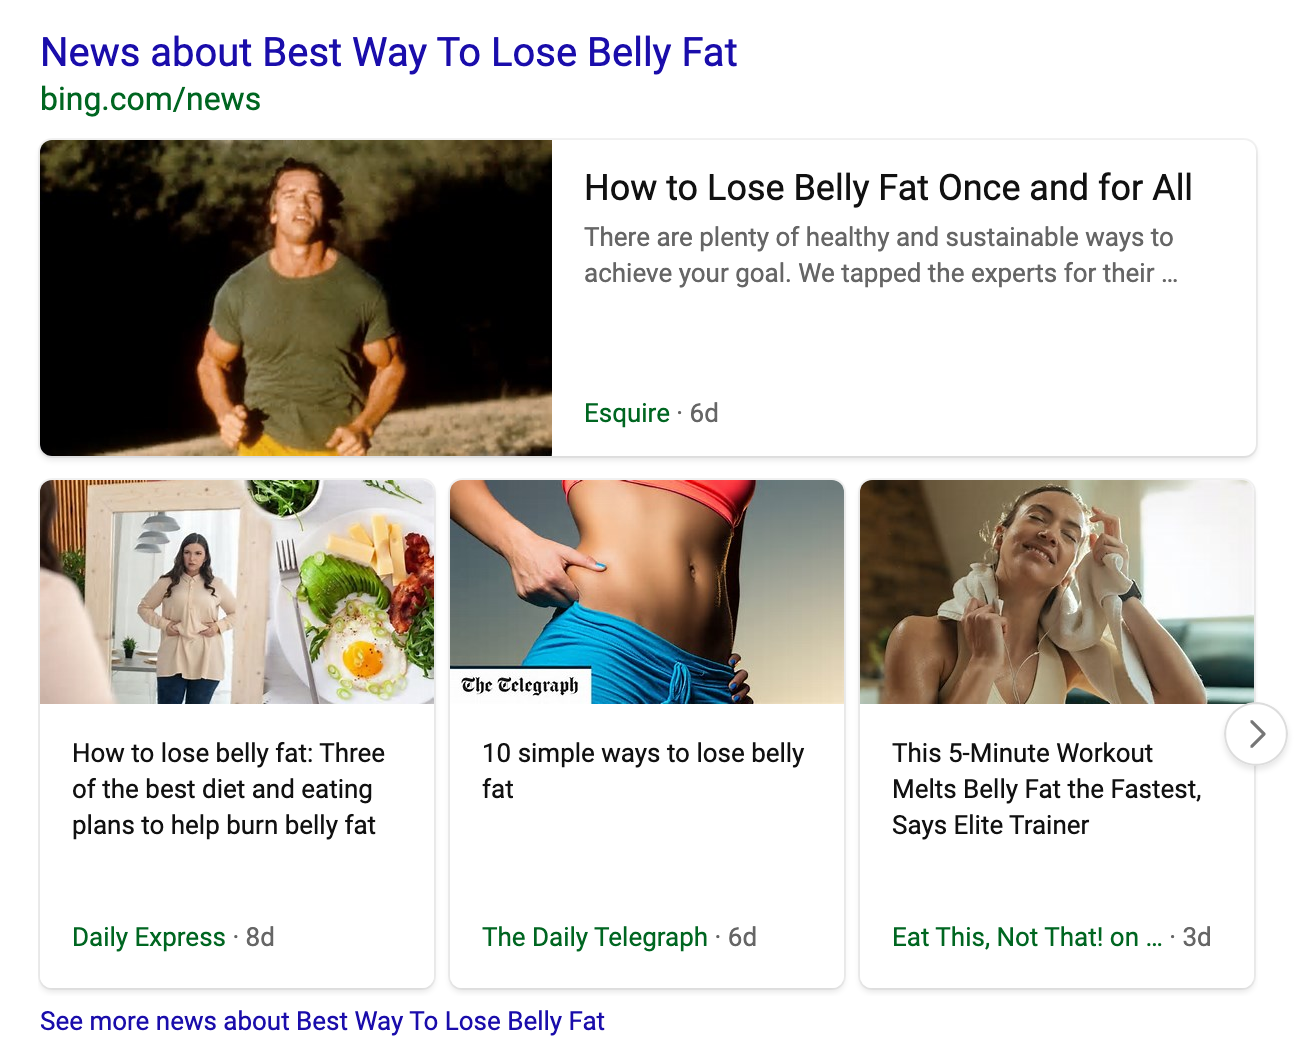 News about Best Way To Lose Belly Fat
bing.com/news
How to Lose Belly Fat Once and for All
There are plenty of healthy and sustainable ways to
achieve your goal. We tapped the experts for their ...
Esquire · 6d
The Telegraph
How to lose belly fat: Three
of the best diet and eating
plans to help burn belly fat
Daily Express · 8d
10 simple ways to lose belly
fat
The Daily Telegraph · 6d
This 5-Minute Workout
Melts Belly Fat the Fastest,
Says Elite Trainer
Eat This, Not That! on ... · 3d
See more news about Best Way To Lose Belly Fat